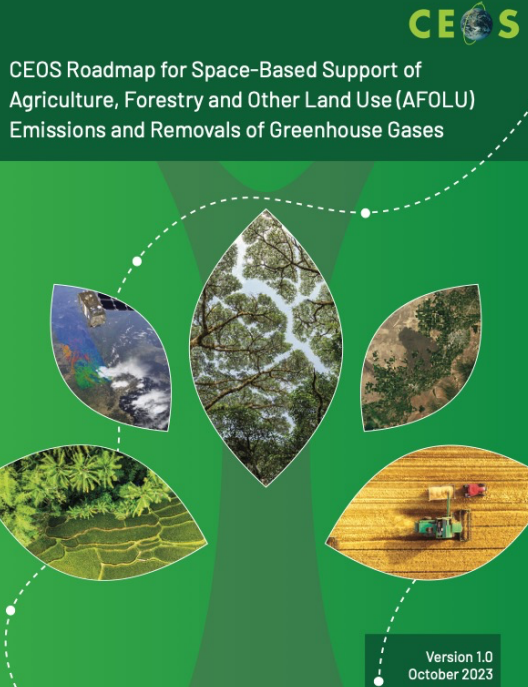 CEOS
CEOS Roadmap for Space-Based Support of
Agriculture, Forestry and Other Land Use (AFOLU)
Emissions and Removals of Greenhouse Gases
Version 1.0
October 2023